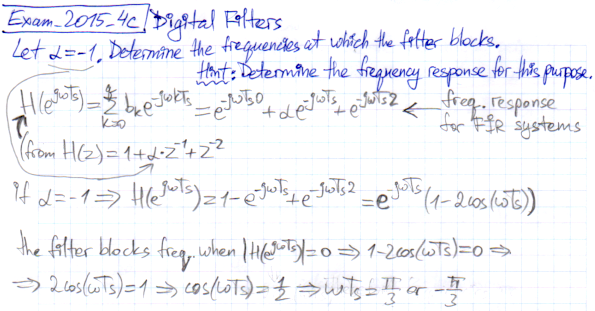 Exam_2015_4c Digital Filters
Let α=-1. Determine the frequencies at which the filter blocks.
Hint: Determine the frequency response for this purpose.
H(e^{jωTs})=∑_{k=0}^{q} b_k e^{-jωkTs}=e^{-jωTs0}+αe^{-jωTs}+e^{-jωTs2} ← freq. response
for FIR systems
(from H(z)=1+α·z^{-1}+z^{-2}
if α=-1 ⇒ H(e^{jωTs})=1-e^{-jωTs}+e^{-jωTs2}=e^{-jωTs}(1-2cos(ωTs))
the filter blocks freq. when |H(e^{jωTs})|=0 ⇒ 1-2cos(ωTs)=0 ⇒
⇒ 2cos(ωTs)=1 ⇒ cos(ωTs)=1/2 ⇒ ωTs=π/3 or -π/3